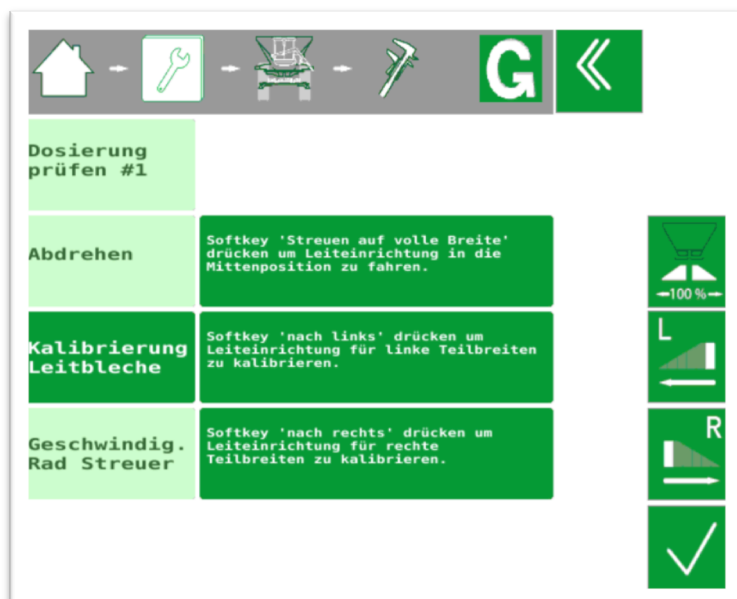 G
Dosierung
prüfen #1
Abdrehen
Softkey 'Streuen auf volle Breite'
drücken um Leiteinrichtung in die
Mittenposition zu fahren.
←100 %→
Kalibrierung
Leitbleche
Softkey 'nach links' drücken um
Leiteinrichtung für linke Teilbreiten
zu kalibrieren.
L
Geschwindig.
Rad Streuer
Softkey 'nach rechts' drücken um
Leiteinrichtung für rechte
Teilbreiten zu kalibrieren.
R